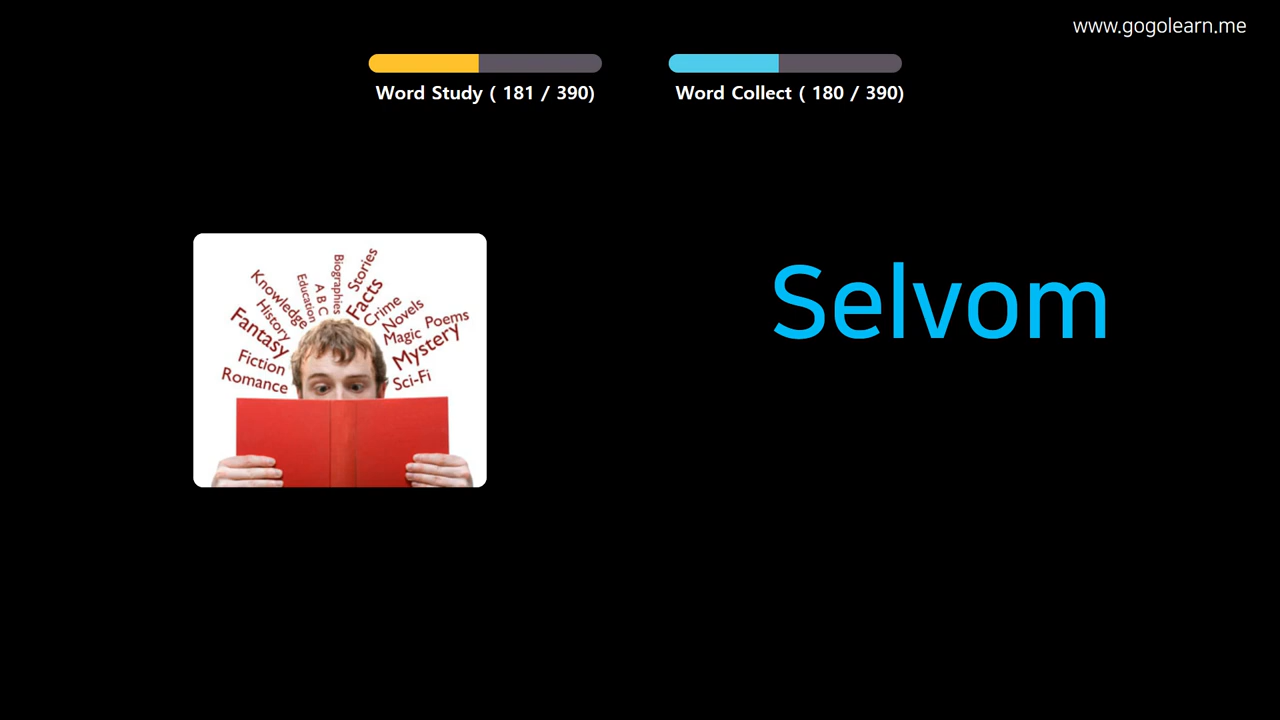 www.gogolearn.me
Word Study ( 181 / 390)
Word Collect ( 180 / 390)
Selvom
Stories
Biographies
Facts
A B C
Education
Knowledge
Crime
Novels
History
Poems
Fantasy
Magic
Mystery
Fiction
Romance
Sci-Fi